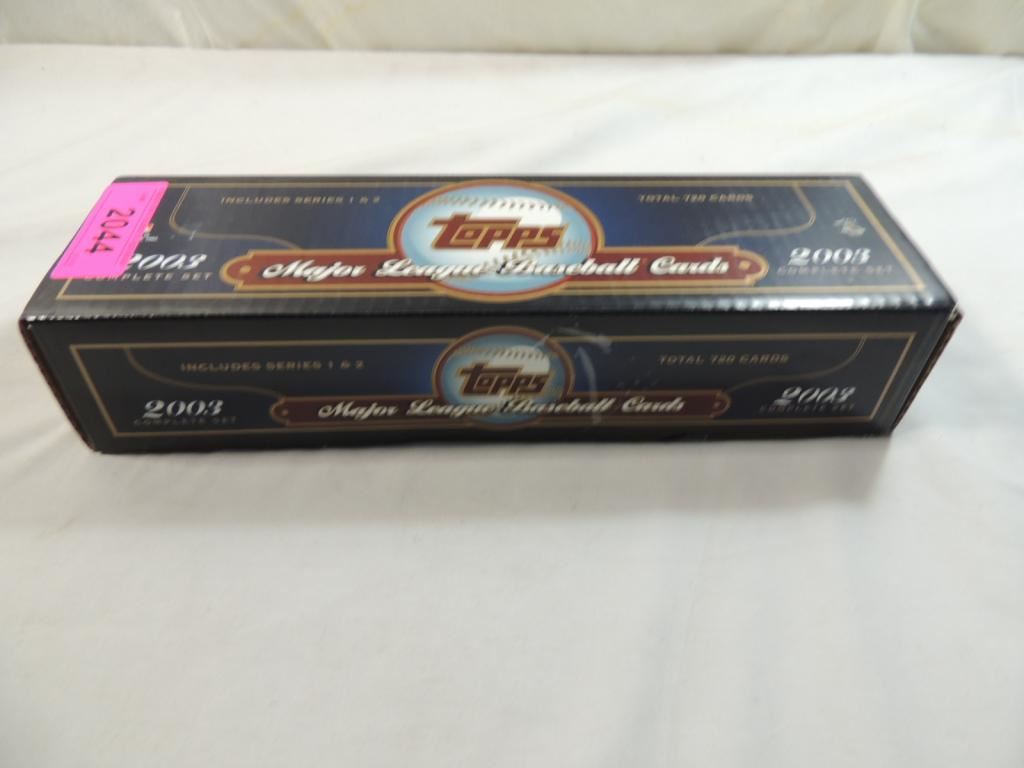 2044
INCLUDES SERIES 1 & 2
TOTAL 720 CARDS
Topps
2003
COMPLETE SET
Major League Baseball Cards
2003
COMPLETE SET
INCLUDES SERIES 1 & 2
TOTAL 720 CARDS
Topps
2003
COMPLETE SET
Major League Baseball Cards
2003
COMPLETE SET